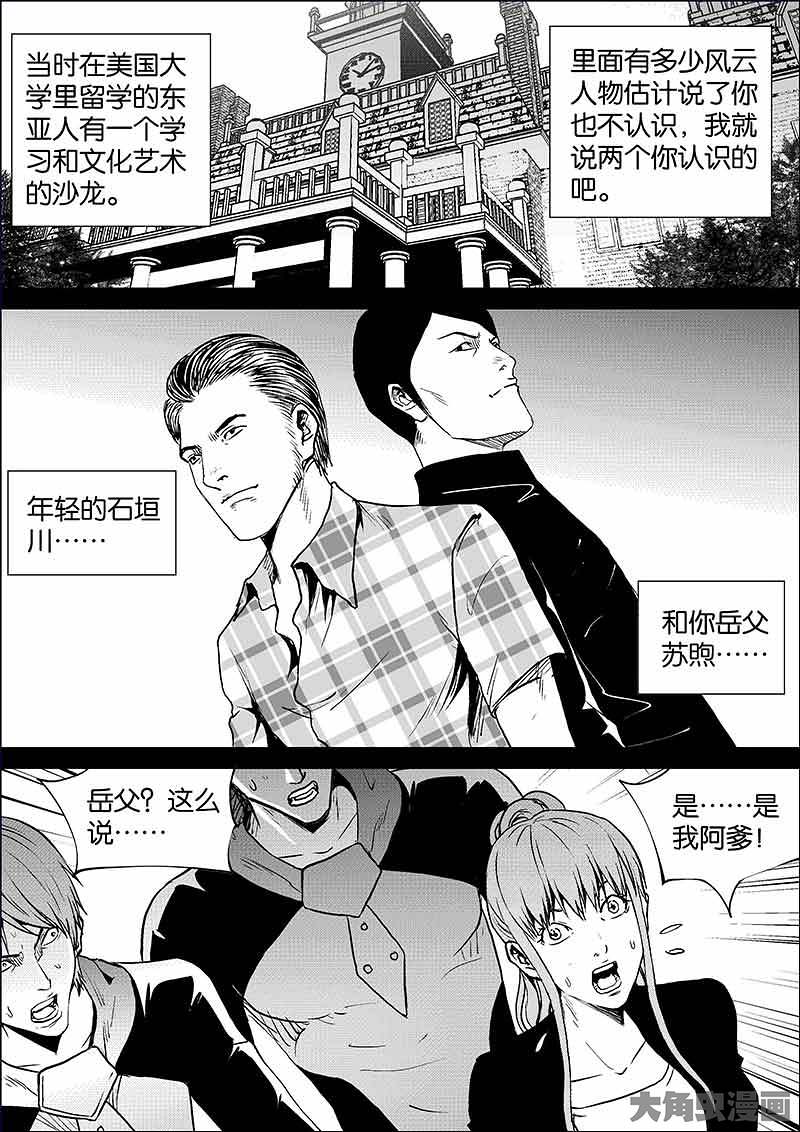 当时在美国大
学里留学的东
亚人有一个学
习和文化艺术
的沙龙。
里面有多少风云
人物估计说了你
也不认识，我就
说两个你认识的
吧。
年轻的石垣
川……
和你岳父
苏煦……
岳父？这么
说……
是……是
我阿爹！
大角虫漫画